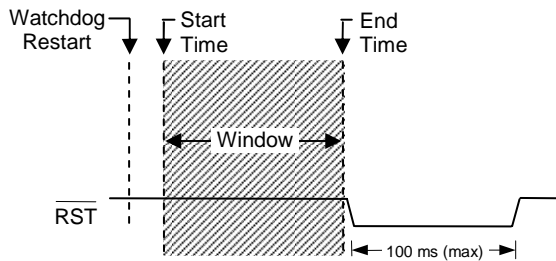 Watchdog
Restart
Start
Time
End
Time
Window
RST
100 ms (max)